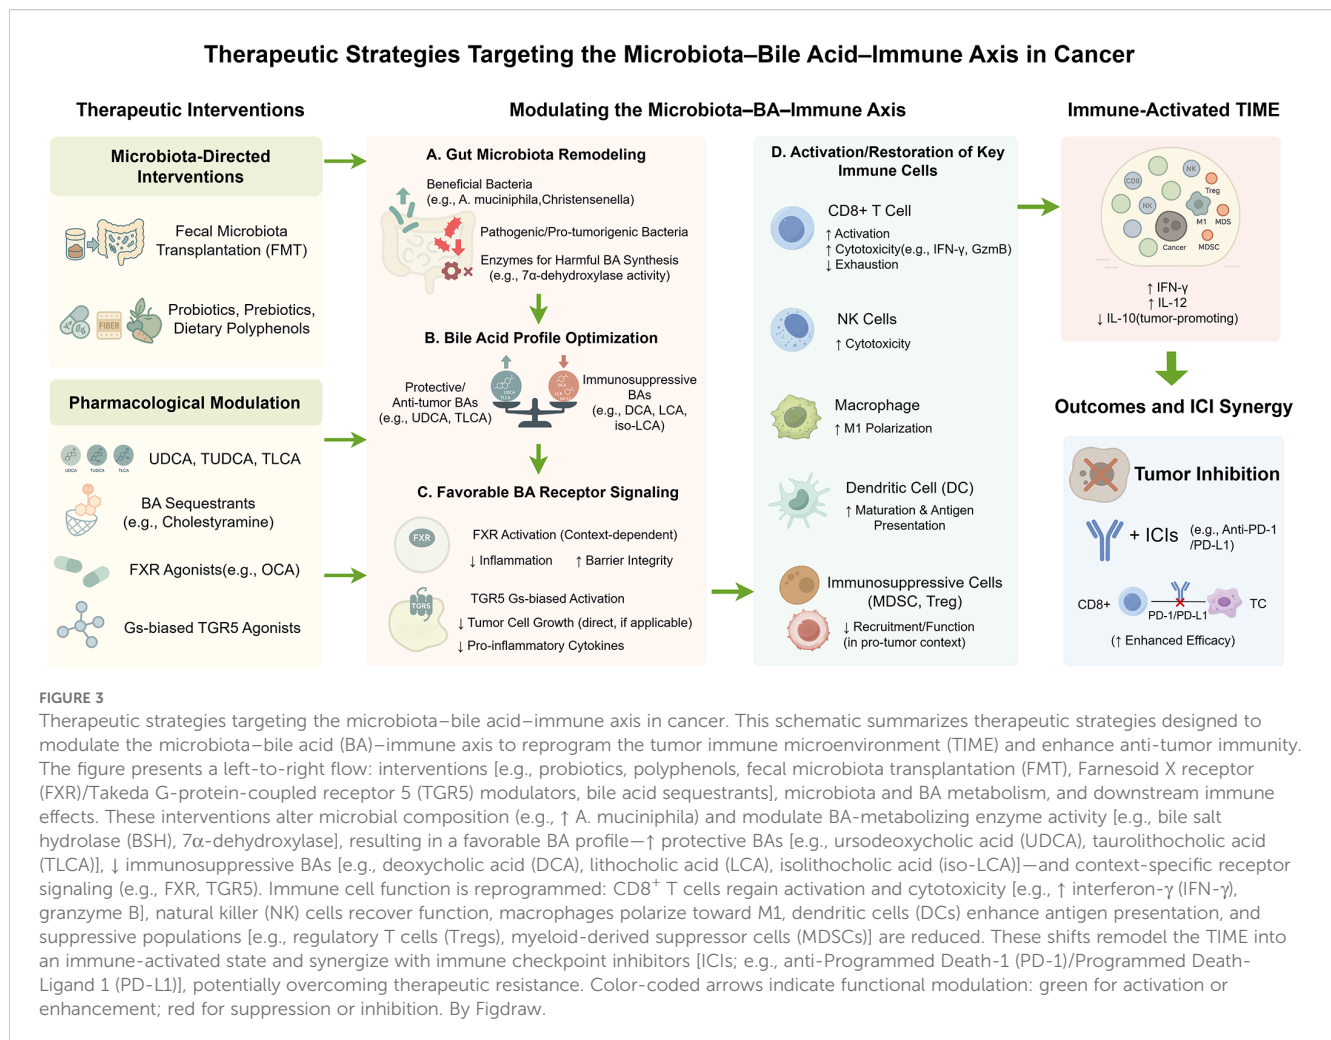 Therapeutic Strategies Targeting the Microbiota–Bile Acid–Immune Axis in Cancer
Therapeutic Interventions
Microbiota-Directed
Interventions
Fecal Microbiota
Transplantation (FMT)
FIBER
Probiotics, Prebiotics,
Dietary Polyphenols
Pharmacological Modulation
UDCA
TUDCA
TLCA
UDCA, TUDCA, TLCA
BA Sequestrants
(e.g., Cholestyramine)
FXR Agonists(e.g., OCA)
Gs-biased TGR5 Agonists
Modulating the Microbiota–BA–Immune Axis
A. Gut Microbiota Remodeling
Beneficial Bacteria
(e.g., A. muciniphila,Christensenella)
Pathogenic/Pro-tumorigenic Bacteria
Enzymes for Harmful BA Synthesis
(e.g., 7α-dehydroxylase activity)
B. Bile Acid Profile Optimization
Protective/
Anti-tumor BAs
(e.g., UDCA, TLCA)
UDCA
TLCA
DCA
LCA
Immunosuppressive
BAs
(e.g., DCA, LCA,
iso-LCA)
C. Favorable BA Receptor Signaling
FXR
FXR Activation (Context-dependent)
↓ Inflammation ↑ Barrier Integrity
TGR5
TGR5 Gs-biased Activation
↓ Tumor Cell Growth (direct, if applicable)
↓ Pro-inflammatory Cytokines
D. Activation/Restoration of Key
Immune Cells
CD8+ T Cell
↑ Activation
↑ Cytotoxicity(e.g., IFN-γ, GzmB)
↓ Exhaustion
NK Cells
↑ Cytotoxicity
Macrophage
↑ M1 Polarization
Dendritic Cell (DC)
↑ Maturation & Antigen
Presentation
Immunosuppressive Cells
(MDSC, Treg)
↓ Recruitment/Function
(in pro-tumor context)
Immune-Activated TIME
CD8
NK
Treg
NK
M1
MDS
Cancer
MDSC
↑ IFN-γ
↑ IL-12
↓ IL-10(tumor-promoting)
Outcomes and ICI Synergy
Tumor Inhibition
+ ICIs
(e.g., Anti-PD-1
/PD-L1)
CD8+
PD-1/PD-L1
TC
(↑ Enhanced Efficacy)
FIGURE 3
Therapeutic strategies targeting the microbiota–bile acid–immune axis in cancer. This schematic summarizes therapeutic strategies designed to
modulate the microbiota–bile acid (BA)–immune axis to reprogram the tumor immune microenvironment (TIME) and enhance anti-tumor immunity.
The figure presents a left-to-right flow: interventions [e.g., probiotics, polyphenols, fecal microbiota transplantation (FMT), Farnesoid X receptor
(FXR)/Takeda G-protein-coupled receptor 5 (TGR5) modulators, bile acid sequestrants], microbiota and BA metabolism, and downstream immune
effects. These interventions alter microbial composition (e.g., ↑ A. muciniphila) and modulate BA-metabolizing enzyme activity [e.g., bile salt
hydrolase (BSH), 7α-dehydroxylase], resulting in a favorable BA profile—↑ protective BAs [e.g., ursodeoxycholic acid (UDCA), taurolithocholic acid
(TLCA)], ↓ immunosuppressive BAs [e.g., deoxycholic acid (DCA), lithocholic acid (LCA), isolithocholic acid (iso-LCA)]—and context-specific receptor
signaling (e.g., FXR, TGR5). Immune cell function is reprogrammed: CD8⁺ T cells regain activation and cytotoxicity [e.g., ↑ interferon-γ (IFN-γ),
granzyme B], natural killer (NK) cells recover function, macrophages polarize toward M1, dendritic cells (DCs) enhance antigen presentation, and
suppressive populations [e.g., regulatory T cells (Tregs), myeloid-derived suppressor cells (MDSCs)] are reduced. These shifts remodel the TIME into
an immune-activated state and synergize with immune checkpoint inhibitors [ICIs; e.g., anti-Programmed Death-1 (PD-1)/Programmed Death-
Ligand 1 (PD-L1)], potentially overcoming therapeutic resistance. Color-coded arrows indicate functional modulation: green for activation or
enhancement; red for suppression or inhibition. By Figdraw.